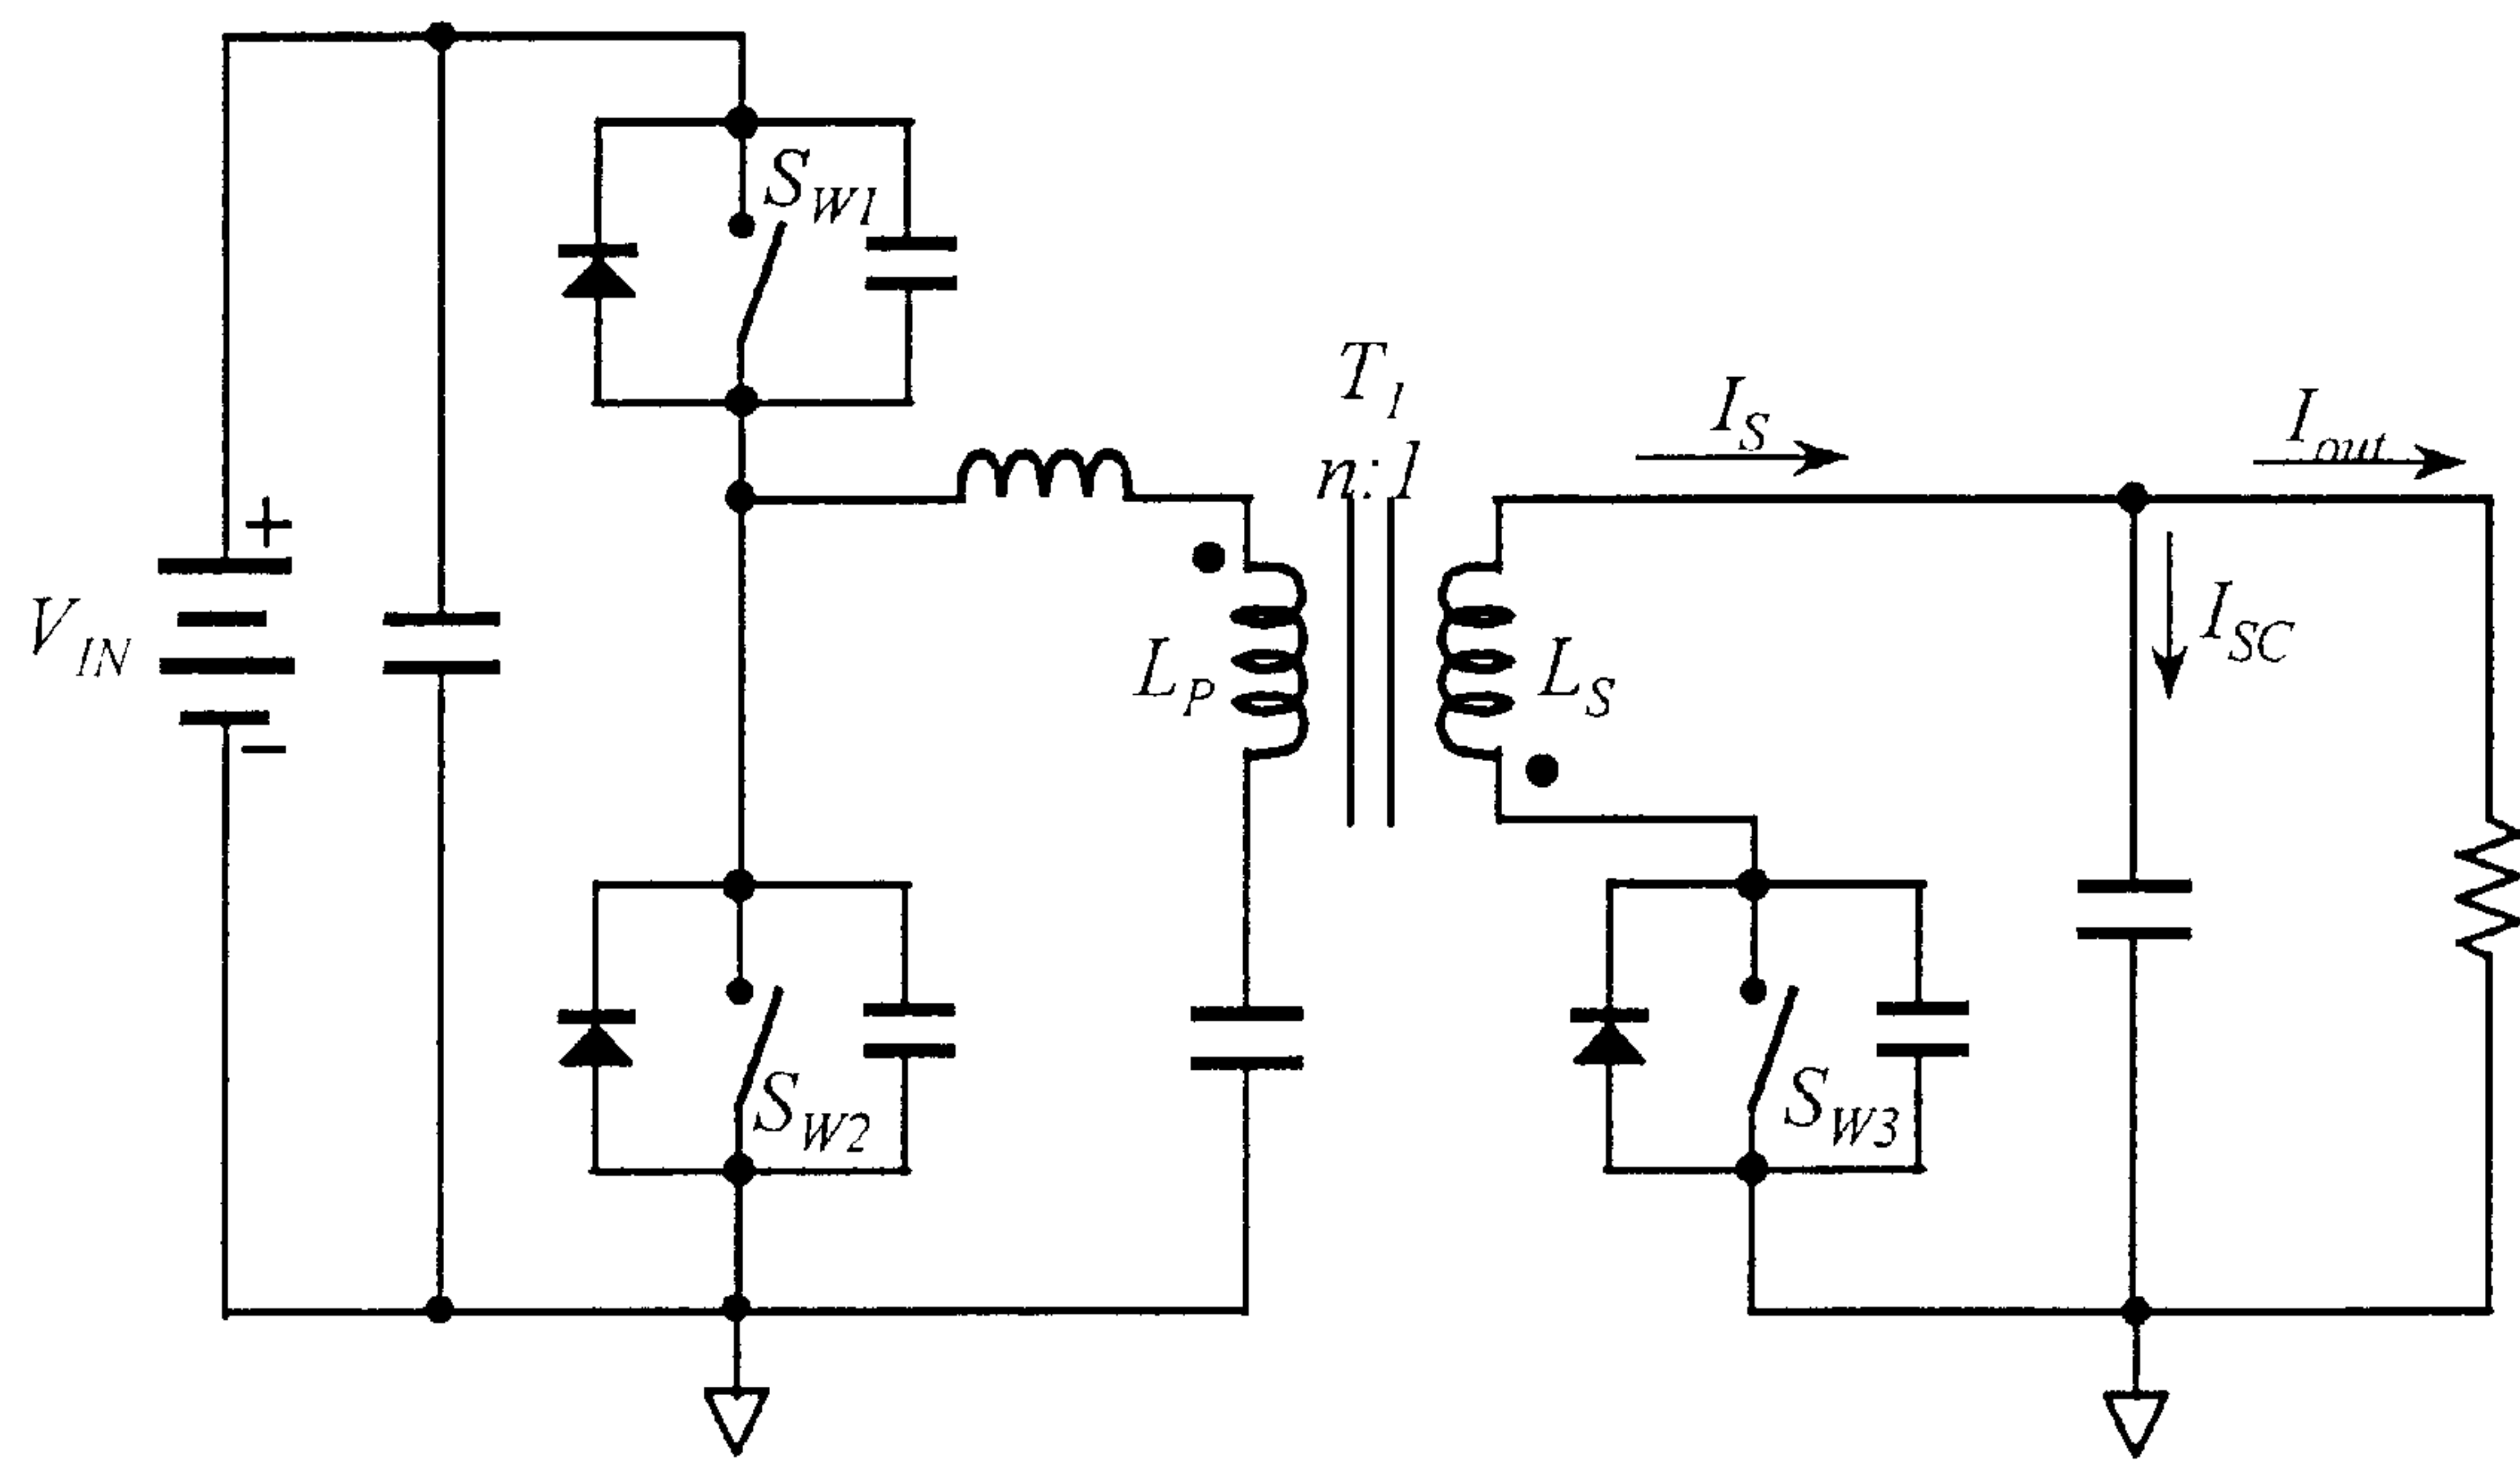 S_W1
T_1
n:1
I_S
I_out
+
V_IN
−
L_P
L_S
I_SC
S_W2
S_W3